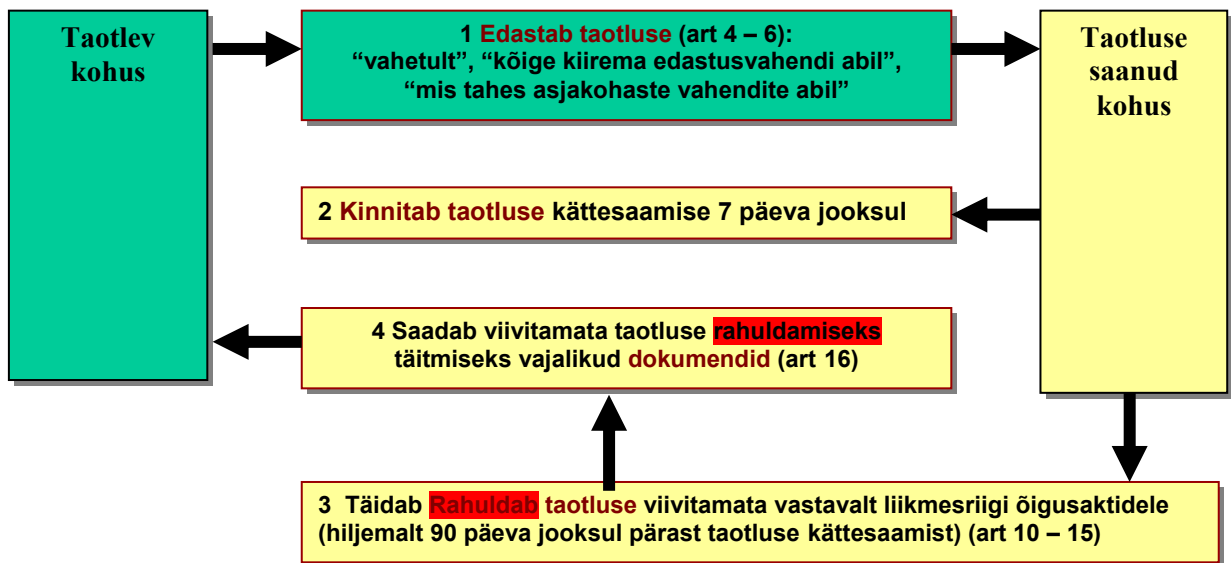 Taotlev
kohus
1 Edastab taotluse (art 4 – 6):
“vahetult”, “kõige kiirema edastusvahendi abil”,
“mis tahes asjakohaste vahendite abil”
Taotluse
saanud
kohus
2 Kinnitab taotluse kättesaamise 7 päeva jooksul
4 Saadab viivitamata taotluse rahuldamiseks
täitmiseks vajalikud dokumendid (art 16)
3 Täidab Rahuldab taotluse viivitamata vastavalt liikmesriigi õigusaktidele
(hiljemalt 90 päeva jooksul pärast taotluse kättesaamist) (art 10 – 15)